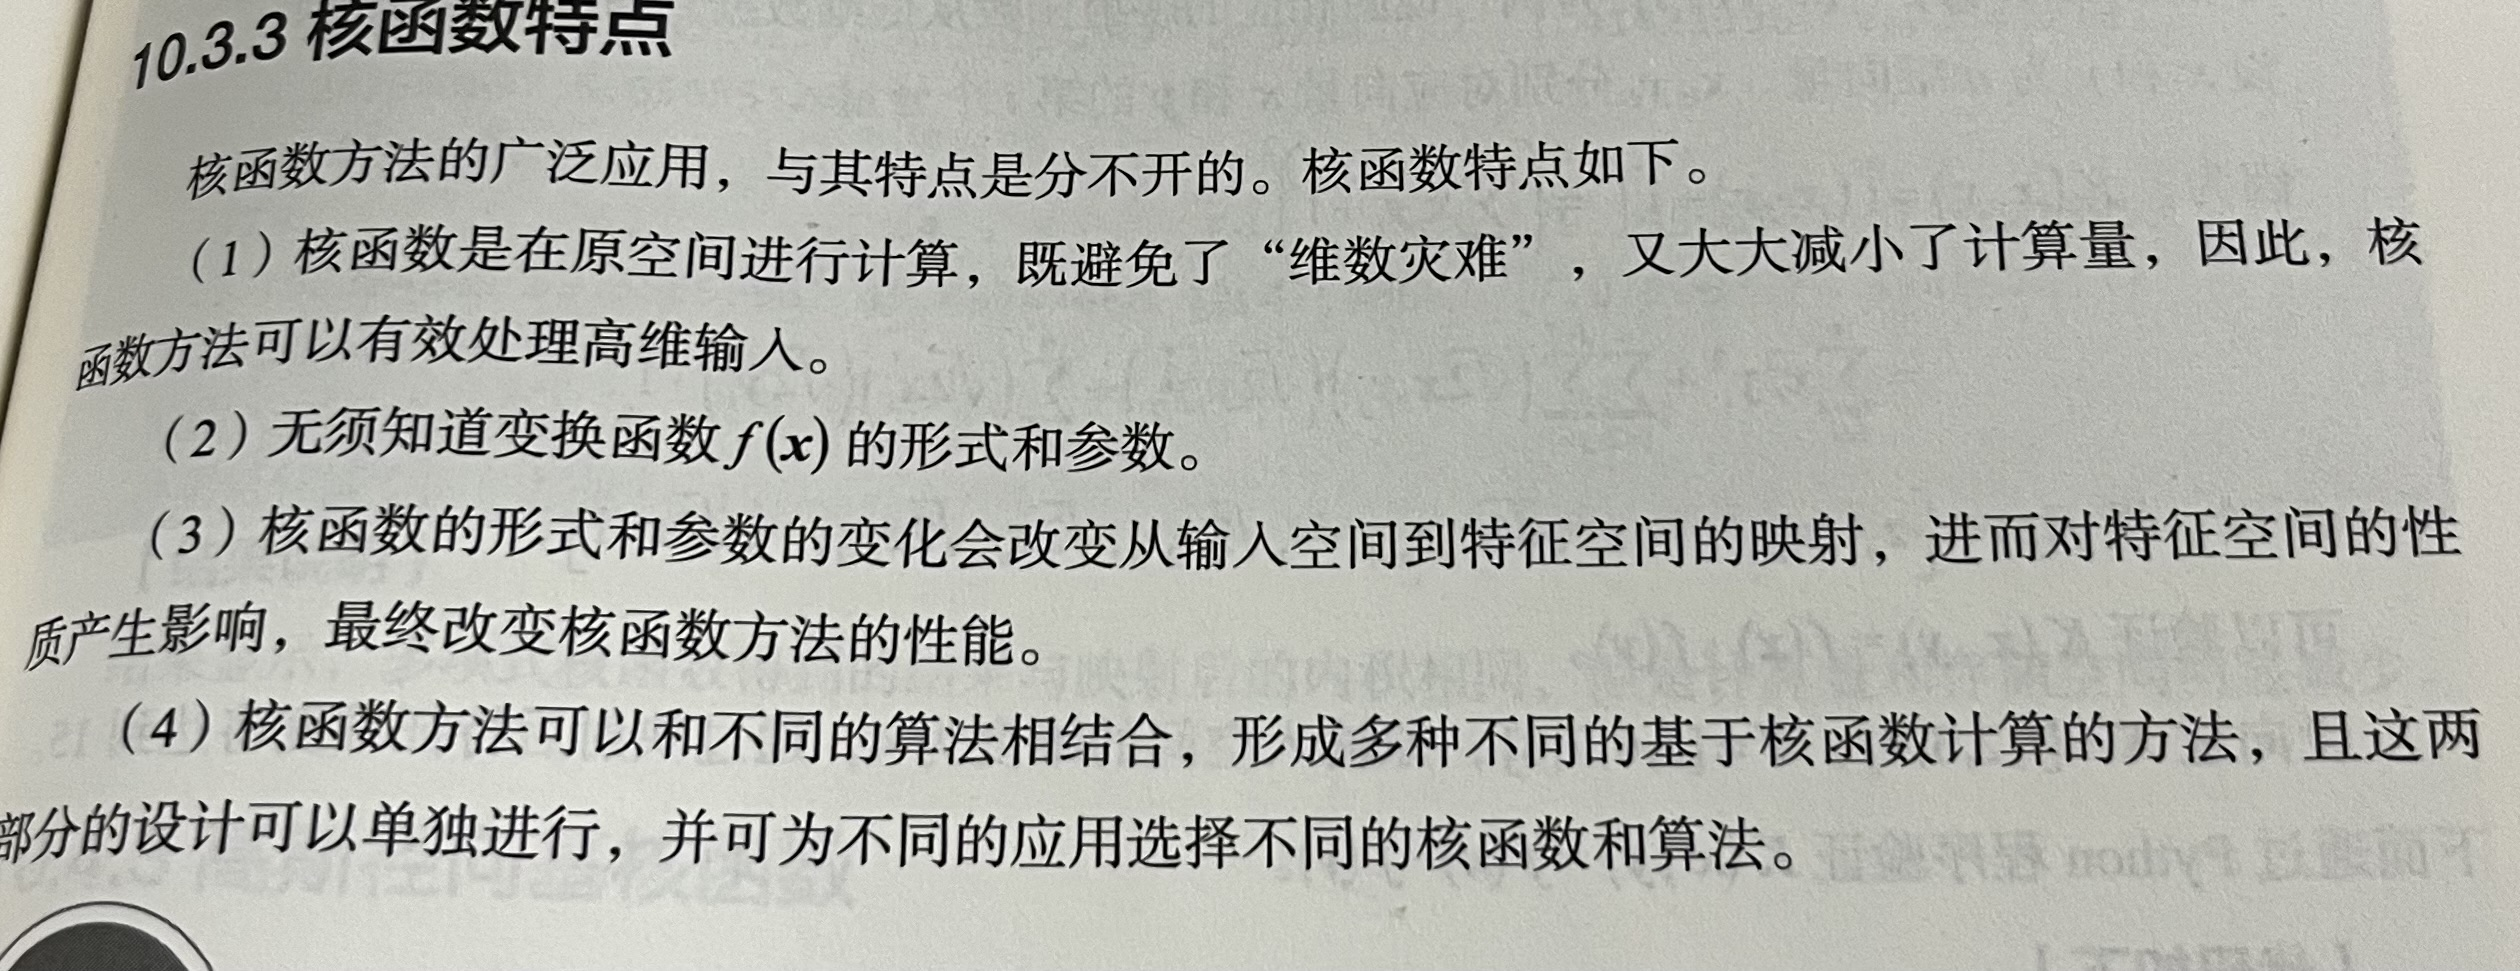 10.3.3 核函数特点
核函数方法的广泛应用，与其特点是分不开的。核函数特点如下。
（1）核函数是在原空间进行计算，既避免了“维数灾难”，又大大减小了计算量，因此，核
函数方法可以有效处理高维输入。
（2）无须知道变换函数 f(x) 的形式和参数。
（3）核函数的形式和参数的变化会改变从输入空间到特征空间的映射，进而对特征空间的性
质产生影响，最终改变核函数方法的性能。
（4）核函数方法可以和不同的算法相结合，形成多种不同的基于核函数计算的方法，且这两
部分的设计可以单独进行，并可为不同的应用选择不同的核函数和算法。